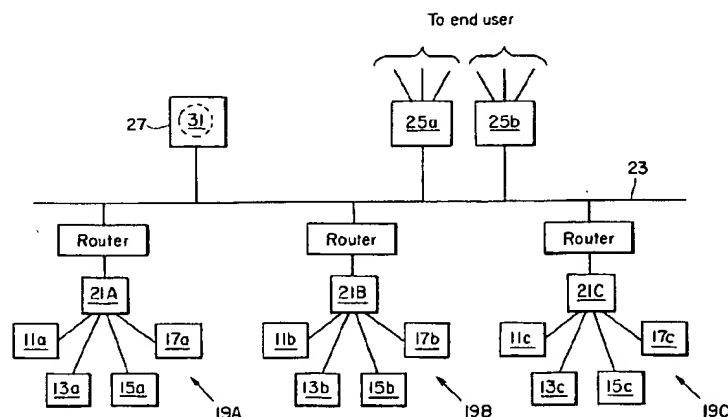 To end user
27
31
25a 25b
23
Router Router Router
21A 21B 21C
11a 17a 11b 17b 11c 17c
13a 15a 13b 15b 13c 15c
19A 19B 19C